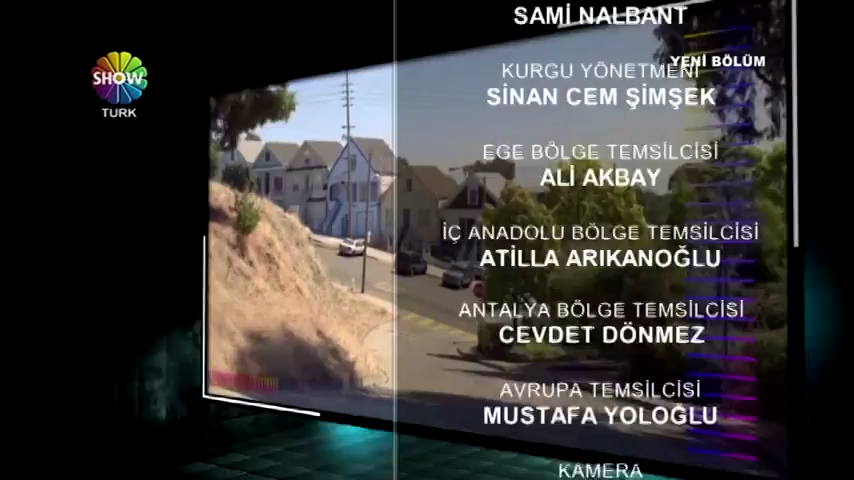 SAMİ NALBANT
YENİ BÖLÜM
KURGU YÖNETMENİ
SİNAN CEM ŞİMŞEK
SHOW
TURK
EGE BÖLGE TEMSİLCİSİ
ALİ AKBAY
İÇ ANADOLU BÖLGE TEMSİLCİSİ
ATİLLA ARIKANOĞLU
ANTALYA BÖLGE TEMSİLCİSİ
CEVDET DÖNMEZ
AVRUPA TEMSİLCİSİ
MUSTAFA YOLOĞLU
KAMERA